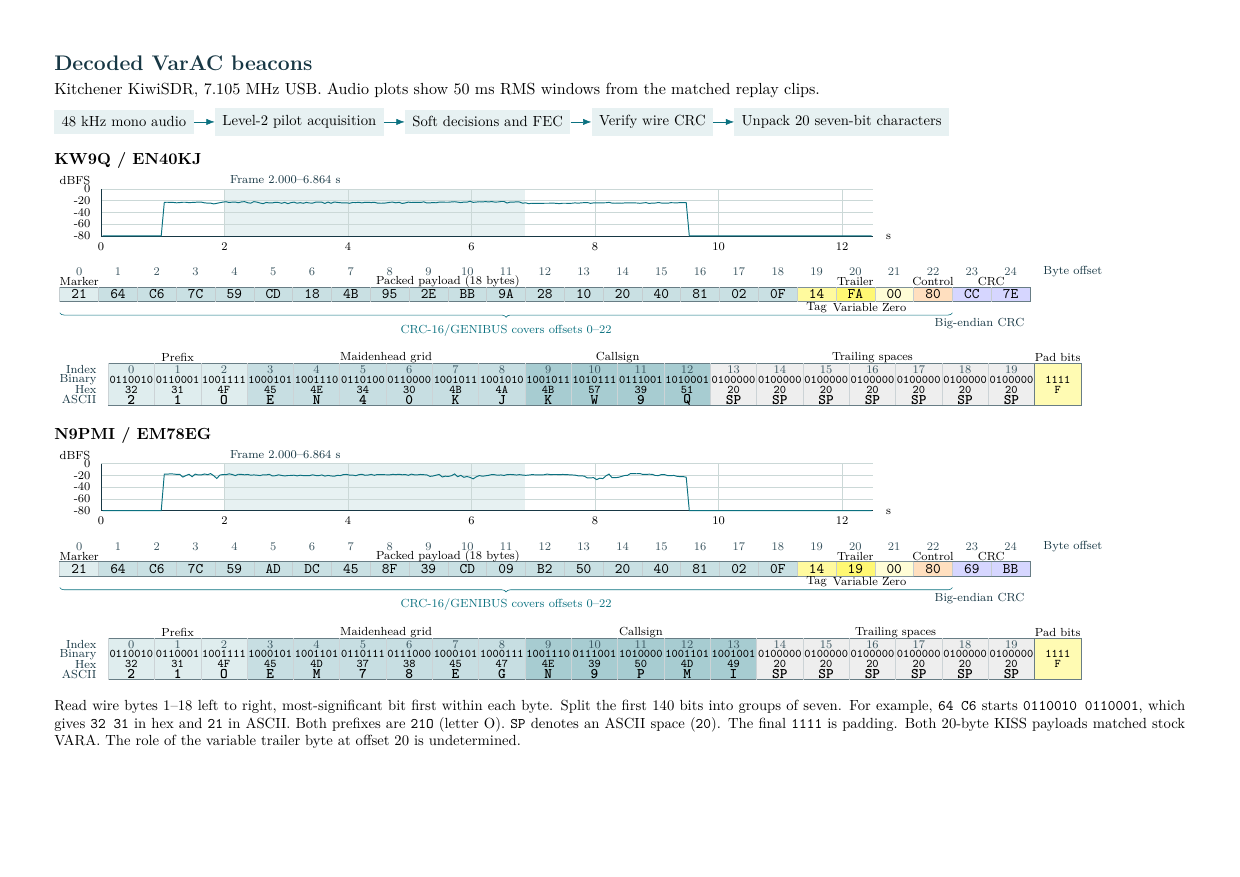 Decoded VarAC beacons
Kitchener KiwiSDR, 7.105 MHz USB. Audio plots show 50 ms RMS windows from the matched replay clips.
48 kHz mono audio Level-2 pilot acquisition Soft decisions and FEC Verify wire CRC Unpack 20 seven-bit characters
KW9Q / EN40KJ
dBFS Frame 2.000–6.864 s
0
-20
-40
-60
-80
0 2 4 6 8 10 12 s
0 1 2 3 4 5 6 7 8 9 10 11 12 13 14 15 16 17 18 19 20 21 22 23 24 Byte offset
Marker Packed payload (18 bytes) Trailer Control CRC
21 64 C6 7C 59 CD 18 4B 95 2E BB 9A 28 10 20 40 81 02 0F 14 FA 00 80 CC 7E
Tag Variable Zero
CRC-16/GENIBUS covers offsets 0–22 Big-endian CRC
Prefix Maidenhead grid Callsign Trailing spaces Pad bits
Index 0 1 2 3 4 5 6 7 8 9 10 11 12 13 14 15 16 17 18 19
Binary 0110010 0110001 1001111 1000101 1001110 0110100 0110000 1001011 1001010 1001011 1010111 0111001 1010001 0100000 0100000 0100000 0100000 0100000 0100000 0100000 1111
Hex 32 31 4F 45 4E 34 30 4B 4A 4B 57 39 51 20 20 20 20 20 20 20 F
ASCII 2 1 O E N 4 0 K J K W 9 Q SP SP SP SP SP SP SP
N9PMI / EM78EG
dBFS Frame 2.000–6.864 s
0
-20
-40
-60
-80
0 2 4 6 8 10 12 s
0 1 2 3 4 5 6 7 8 9 10 11 12 13 14 15 16 17 18 19 20 21 22 23 24 Byte offset
Marker Packed payload (18 bytes) Trailer Control CRC
21 64 C6 7C 59 AD DC 45 8F 39 CD 09 B2 50 20 40 81 02 0F 14 19 00 80 69 BB
Tag Variable Zero
CRC-16/GENIBUS covers offsets 0–22 Big-endian CRC
Prefix Maidenhead grid Callsign Trailing spaces Pad bits
Index 0 1 2 3 4 5 6 7 8 9 10 11 12 13 14 15 16 17 18 19
Binary 0110010 0110001 1001111 1000101 1001101 0110111 0111000 1000101 1000111 1001110 0111001 1010000 1001101 1001001 0100000 0100000 0100000 0100000 0100000 0100000 1111
Hex 32 31 4F 45 4D 37 38 45 47 4E 39 50 4D 49 20 20 20 20 20 20 F
ASCII 2 1 O E M 7 8 E G N 9 P M I SP SP SP SP SP SP
Read wire bytes 1–18 left to right, most-significant bit first within each byte. Split the first 140 bits into groups of seven. For example, 64 C6 starts 0110010 0110001, which
gives 32 31 in hex and 21 in ASCII. Both prefixes are 21O (letter O). SP denotes an ASCII space (20). The final 1111 is padding. Both 20-byte KISS payloads matched stock
VARA. The role of the variable trailer byte at offset 20 is undetermined.